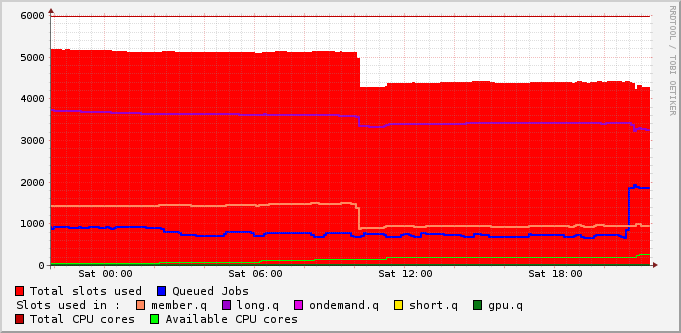 6000
5000
4000
3000
2000
1000
0
Sat 00:00 Sat 06:00 Sat 12:00 Sat 18:00
RRDTOOL / TOBI OETIKER
Total slots used Queued Jobs
Slots used in : member.q long.q ondemand.q short.q gpu.q
Total CPU cores Available CPU cores